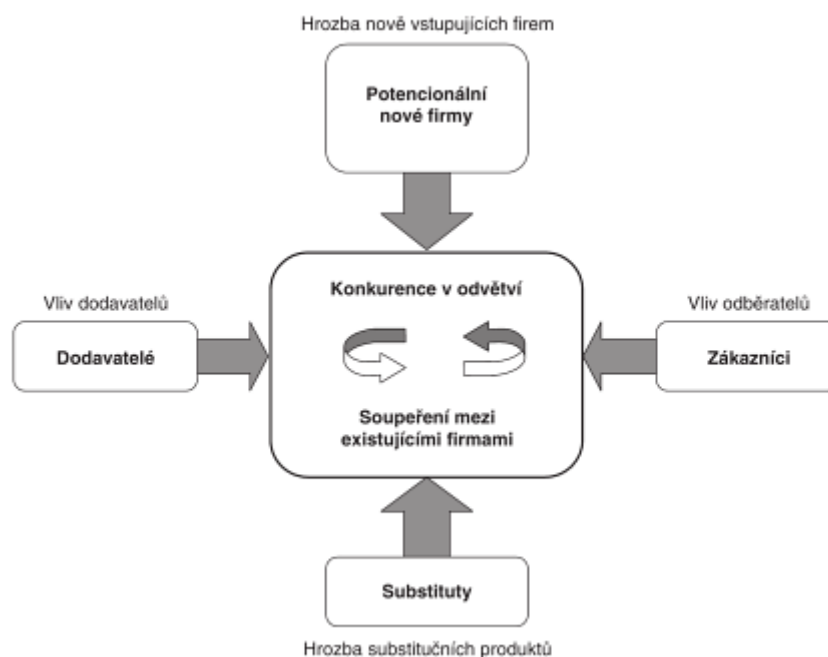 Hrozba nově vstupujících firem
Potencionální
nové firmy
Konkurence v odvětví
Vliv dodavatelů
Dodavatelé
Vliv odběratelů
Zákazníci
Soupeření mezi
existujícími firmami
Substituty
Hrozba substitučních produktů